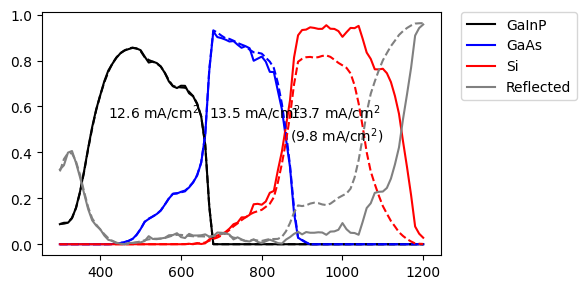 1.0
0.8
0.6
0.4
0.2
0.0
400
600
800
1000
1200
12.6 mA/cm²
13.5 mA/cm²
13.7 mA/cm²
(9.8 mA/cm²)
GaInP
GaAs
Si
Reflected